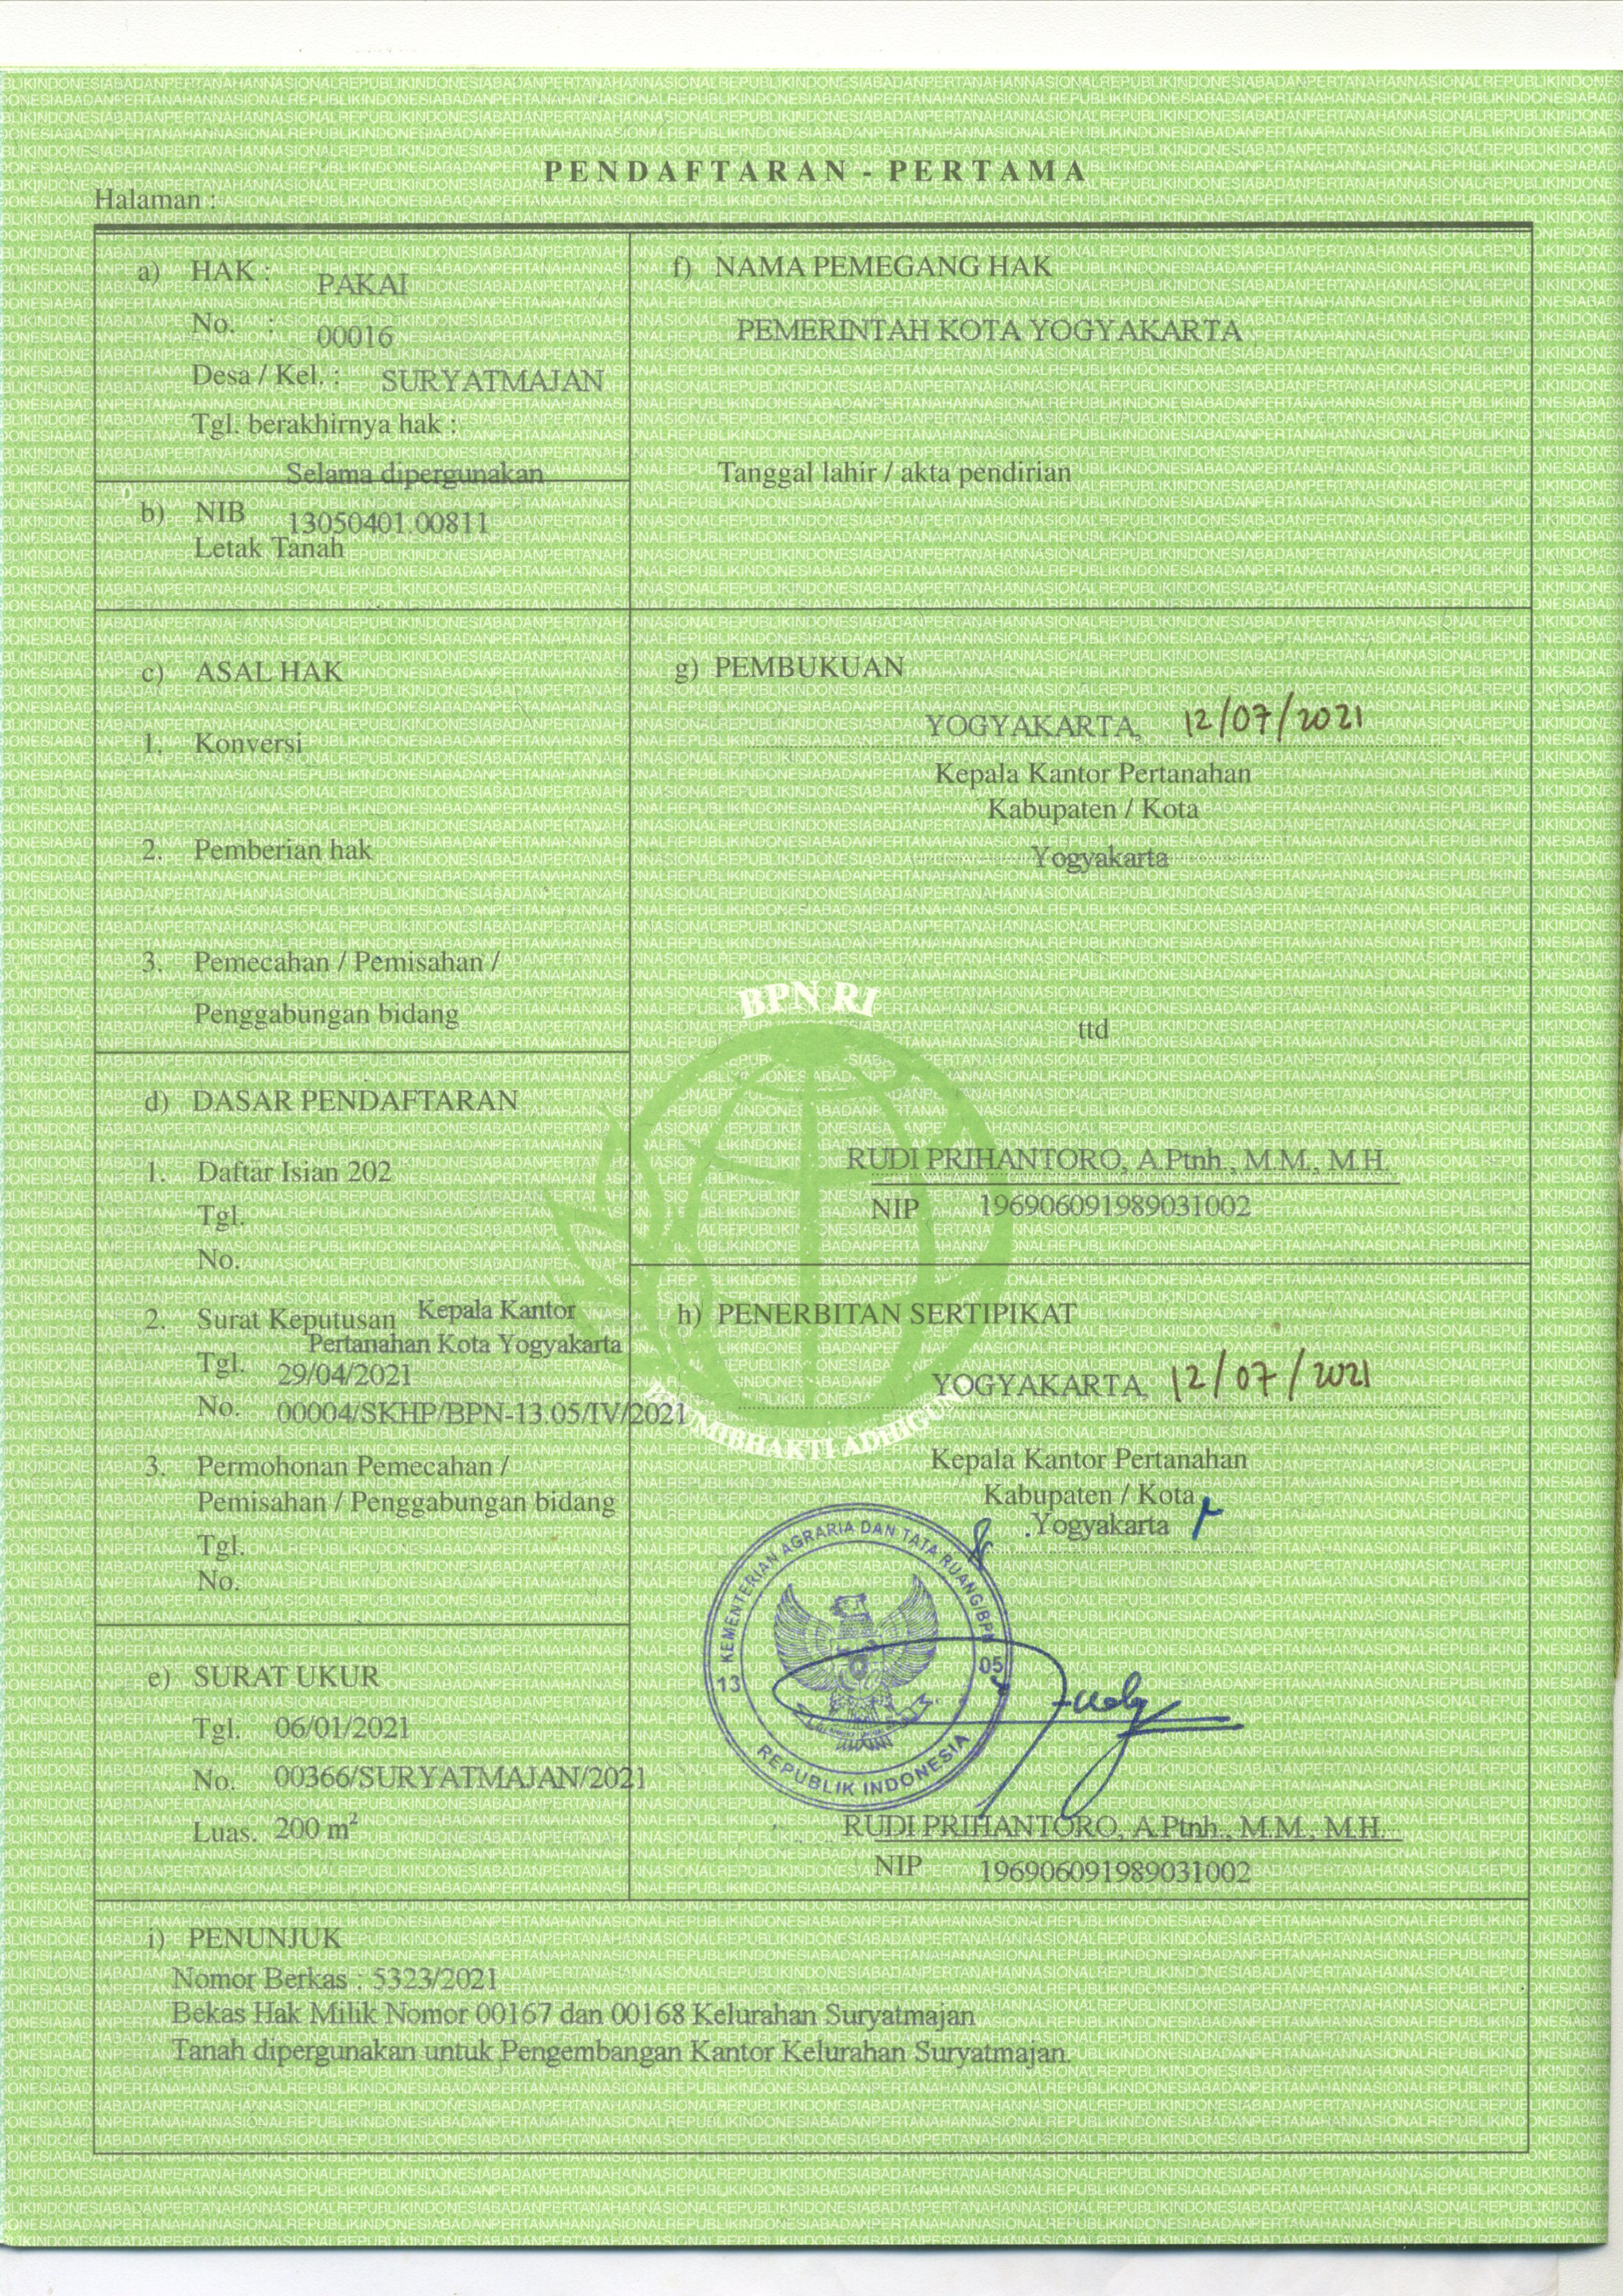 PENDAFTARAN - PERTAMA
Halaman :
a) HAK : PAKAI
No. : 00016
Desa / Kel. : SURYATMAJAN
Tgl. berakhirnya hak :
Selama dipergunakan
b) NIB 13050401.00811
Letak Tanah
c) ASAL HAK
1. Konversi
2. Pemberian hak
3. Pemecahan / Pemisahan /
Penggabungan bidang
d) DASAR PENDAFTARAN
1. Daftar Isian 202
Tgl.
No.
2. Surat Keputusan Kepala Kantor
Pertanahan Kota Yogyakarta
Tgl. 29/04/2021
No. 00004/SKHP/BPN-13.05/IV/2021
3. Permohonan Pemecahan /
Pemisahan / Penggabungan bidang
Tgl.
No.
e) SURAT UKUR
Tgl. 06/01/2021
No. 00366/SURYATMAJAN/2021
Luas. 200 m²
f) NAMA PEMEGANG HAK
PEMERINTAH KOTA YOGYAKARTA
Tanggal lahir / akta pendirian
g) PEMBUKUAN
YOGYAKARTA, 12/07/2021
Kepala Kantor Pertanahan
Kabupaten / Kota
Yogyakarta
ttd
RUDI PRIHANTORO, A.Ptnh., M.M., M.H.
NIP 196906091989031002
BPN RI
h) PENERBITAN SERTIPIKAT
YOGYAKARTA, 12/07/2021
Kepala Kantor Pertanahan
Kabupaten / Kota
Yogyakarta
KEMENTERIAN AGRARIA DAN TATA RUANG/BPN
13 05
REPUBLIK INDONESIA
RUDI PRIHANTORO, A.Ptnh., M.M., M.H.
NIP 196906091989031002
i) PENUNJUK
Nomor Berkas : 5323/2021
Bekas Hak Milik Nomor 00167 dan 00168 Kelurahan Suryatmajan
Tanah dipergunakan untuk Pengembangan Kantor Kelurahan Suryatmajan.